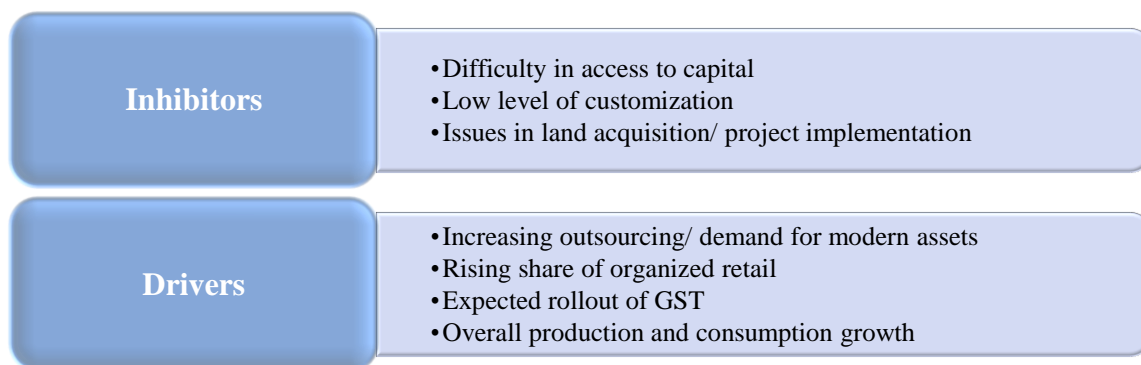 Inhibitors
•Difficulty in access to capital
•Low level of customization
•Issues in land acquisition/ project implementation
Drivers
•Increasing outsourcing/ demand for modern assets
•Rising share of organized retail
•Expected rollout of GST
•Overall production and consumption growth